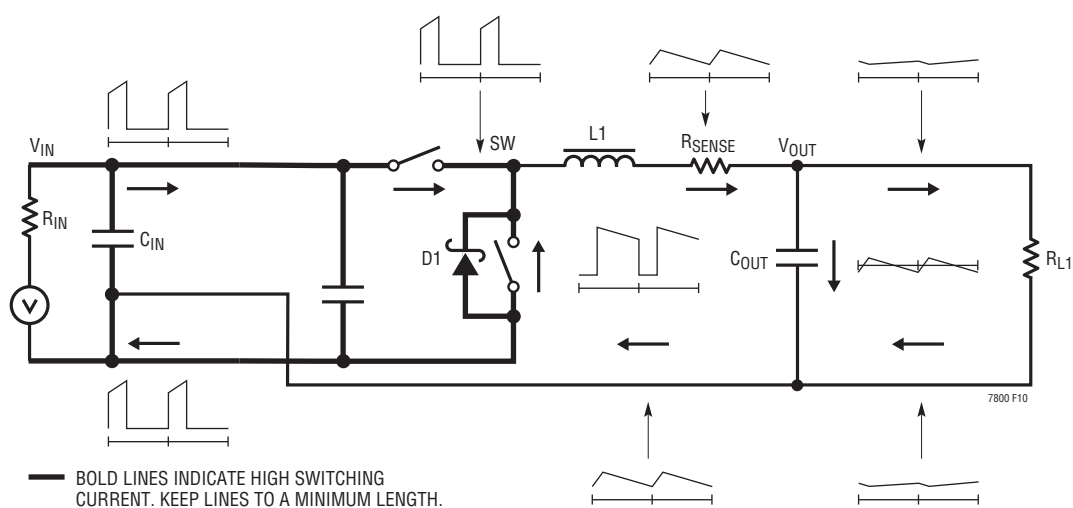 VIN
RIN
V
CIN
SW
D1
L1
RSENSE
VOUT
COUT
RL1
7800 F10
BOLD LINES INDICATE HIGH SWITCHING
CURRENT. KEEP LINES TO A MINIMUM LENGTH.